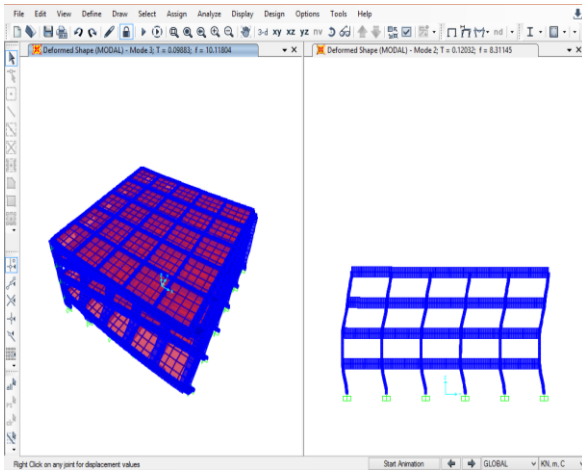 File Edit View Define Draw Select Assign Analyze Display Design Options Tools Help
3-d xy xz yz nv nd
Deformed Shape (MODAL) - Mode 3; T = 0.09883; f = 10.11804
Deformed Shape (MODAL) - Mode 2; T = 0.12032; f = 8.31145
Right Click on any joint for displacement values
Start Animation
GLOBAL
KN, m, C